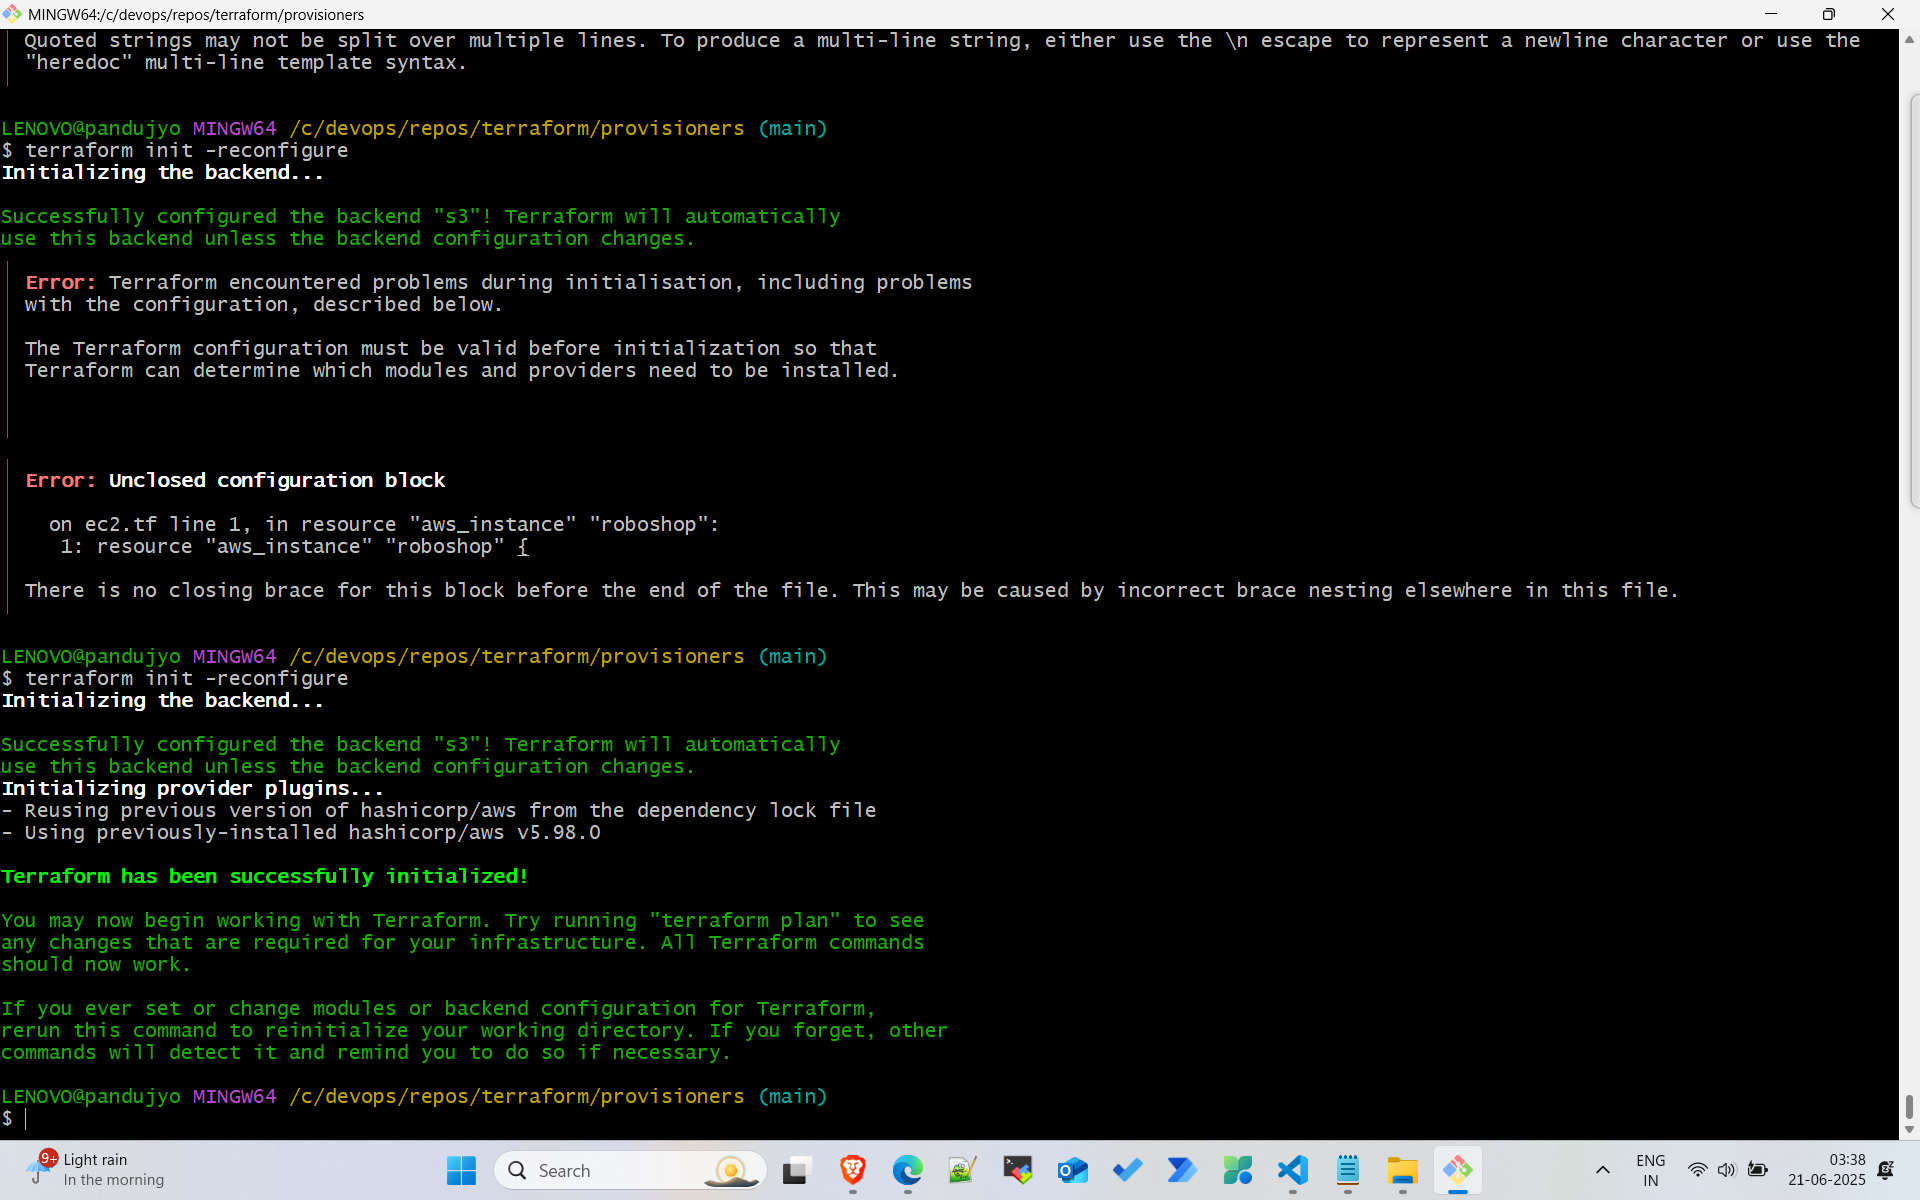 MINGW64:/c/devops/repos/terraform/provisioners
Quoted strings may not be split over multiple lines. To produce a multi-line string, either use the \n escape to represent a newline character or use the
"heredoc" multi-line template syntax.
LENOVO@pandujyo MINGW64 /c/devops/repos/terraform/provisioners (main)
$ terraform init -reconfigure
Initializing the backend...
Successfully configured the backend "s3"! Terraform will automatically
use this backend unless the backend configuration changes.
Error: Terraform encountered problems during initialisation, including problems
with the configuration, described below.
The Terraform configuration must be valid before initialization so that
Terraform can determine which modules and providers need to be installed.
Error: Unclosed configuration block
on ec2.tf line 1, in resource "aws_instance" "roboshop":
1: resource "aws_instance" "roboshop" {
There is no closing brace for this block before the end of the file. This may be caused by incorrect brace nesting elsewhere in this file.
LENOVO@pandujyo MINGW64 /c/devops/repos/terraform/provisioners (main)
$ terraform init -reconfigure
Initializing the backend...
Successfully configured the backend "s3"! Terraform will automatically
use this backend unless the backend configuration changes.
Initializing provider plugins...
- Reusing previous version of hashicorp/aws from the dependency lock file
- Using previously-installed hashicorp/aws v5.98.0
Terraform has been successfully initialized!
You may now begin working with Terraform. Try running "terraform plan" to see
any changes that are required for your infrastructure. All Terraform commands
should now work.
If you ever set or change modules or backend configuration for Terraform,
rerun this command to reinitialize your working directory. If you forget, other
commands will detect it and remind you to do so if necessary.
LENOVO@pandujyo MINGW64 /c/devops/repos/terraform/provisioners (main)
$
9+
Light rain
In the morning
Search
ENG
IN
03:38
21-06-2025